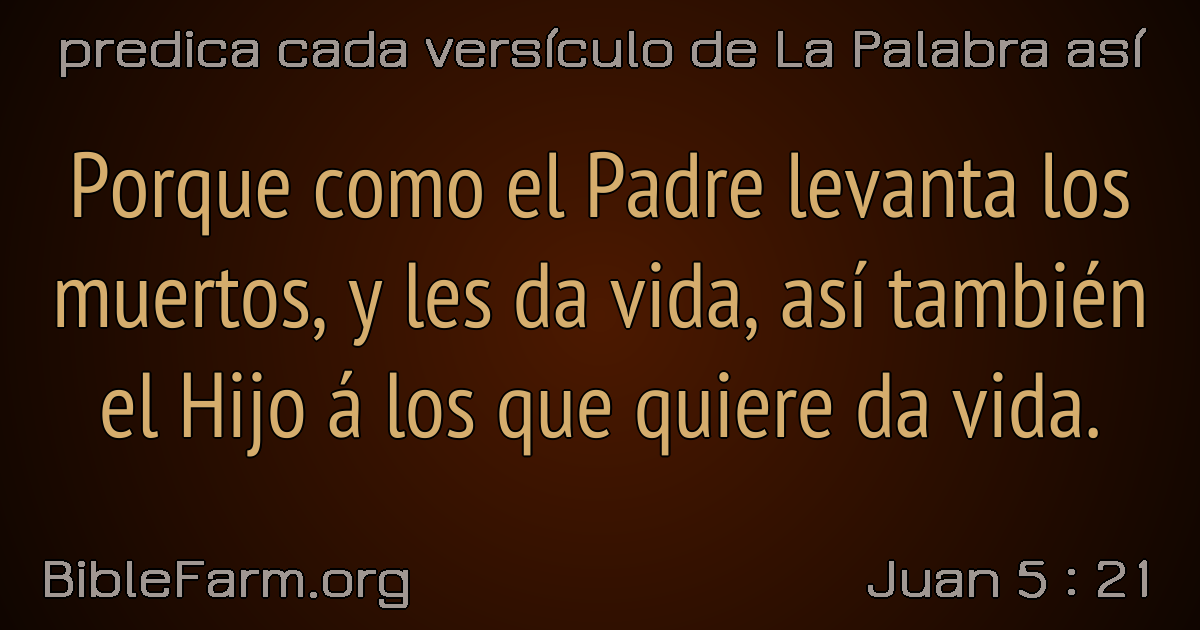 predica cada versículo de La Palabra así
Porque como el Padre levanta los
muertos, y les da vida, así también
el Hijo á los que quiere da vida.
BibleFarm.org
Juan 5 : 21